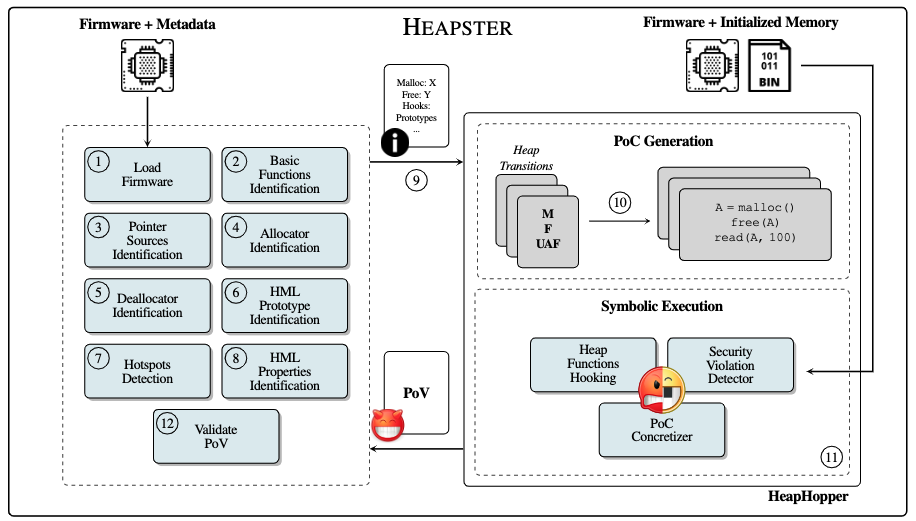 Firmware + Metadata
HEAPSTER
Firmware + Initialized Memory
101
011
BIN
Malloc: X
Free: Y
Hooks:
Prototypes
...
i
9
1
Load
Firmware
2
Basic
Functions
Identification
3
Pointer
Sources
Identification
4
Allocator
Identification
5
Deallocator
Identification
6
HML
Prototype
Identification
7
Hotspots
Detection
8
HML
Properties
Identification
12
Validate
PoV
PoV
PoC Generation
Heap
Transitions
M
F
UAF
10
A = malloc()
free(A)
read(A, 100)
Symbolic Execution
Heap
Functions
Hooking
Security
Violation
Detector
PoC
Concretizer
11
HeapHopper